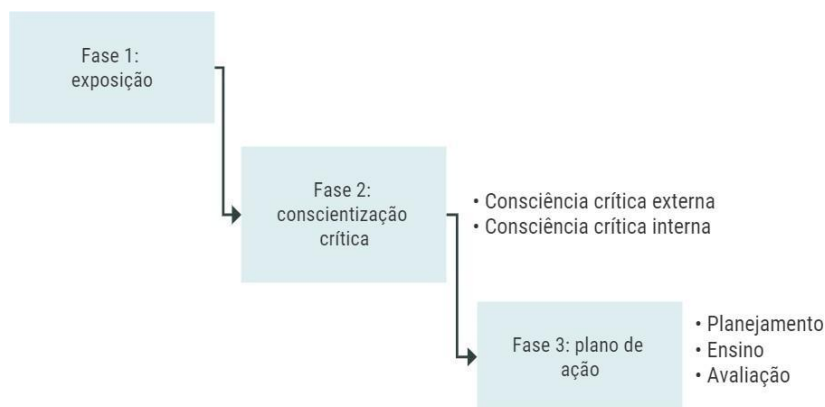 Fase 1:
exposição
Fase 2:
conscientização
crítica
• Consciência crítica externa
• Consciência crítica interna
Fase 3: plano de
ação
• Planejamento
• Ensino
• Avaliação